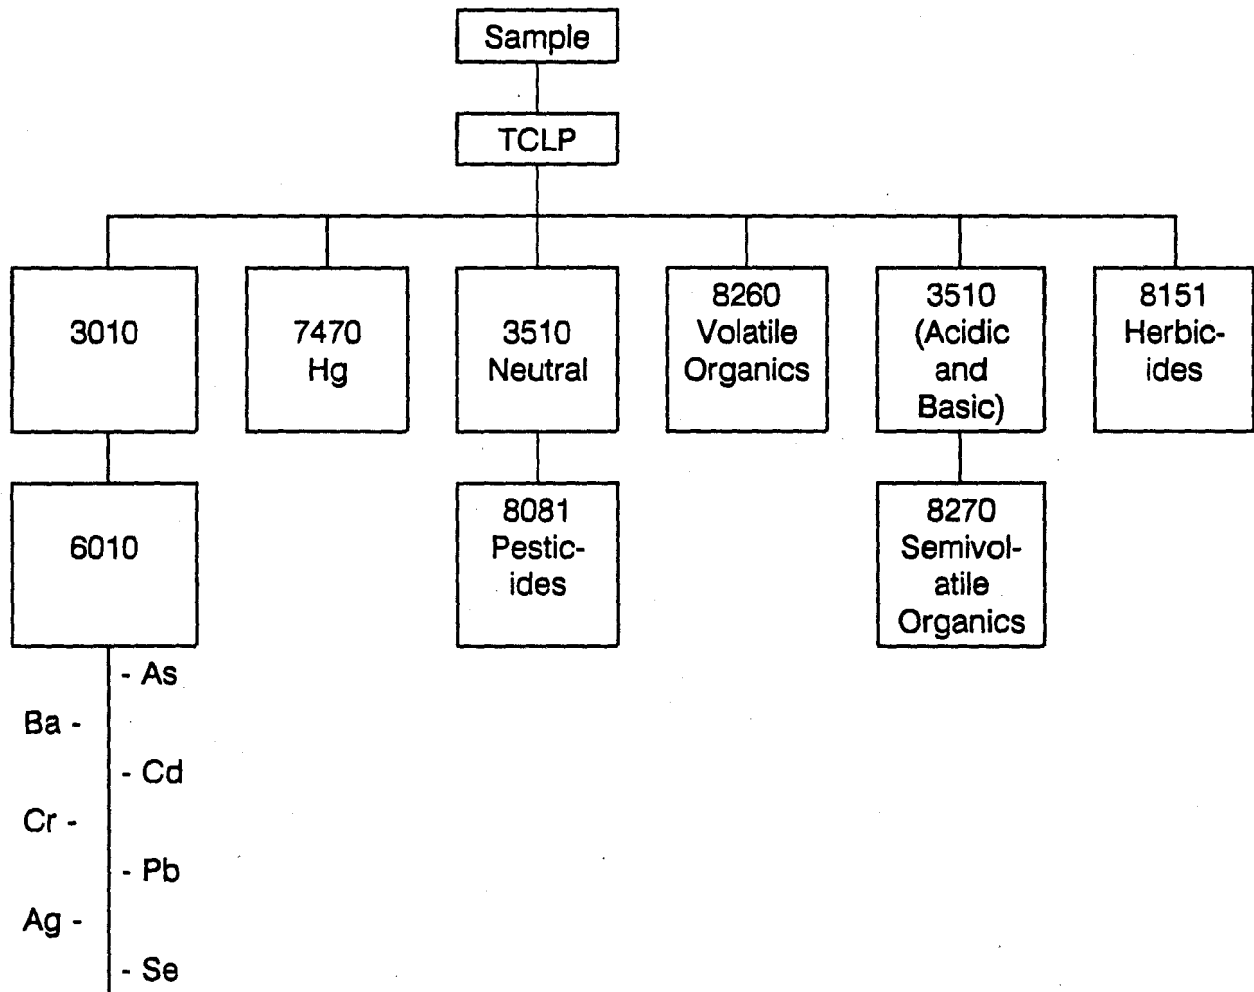 Sample
TCLP
3010
7470
Hg
3510
Neutral
8260
Volatile
Organics
3510
(Acidic
and
Basic)
8151
Herbic-
ides
6010
8081
Pestic-
ides
8270
Semivol-
atile
Organics
- As
Ba -
- Cd
Cr -
- Pb
Ag -
- Se